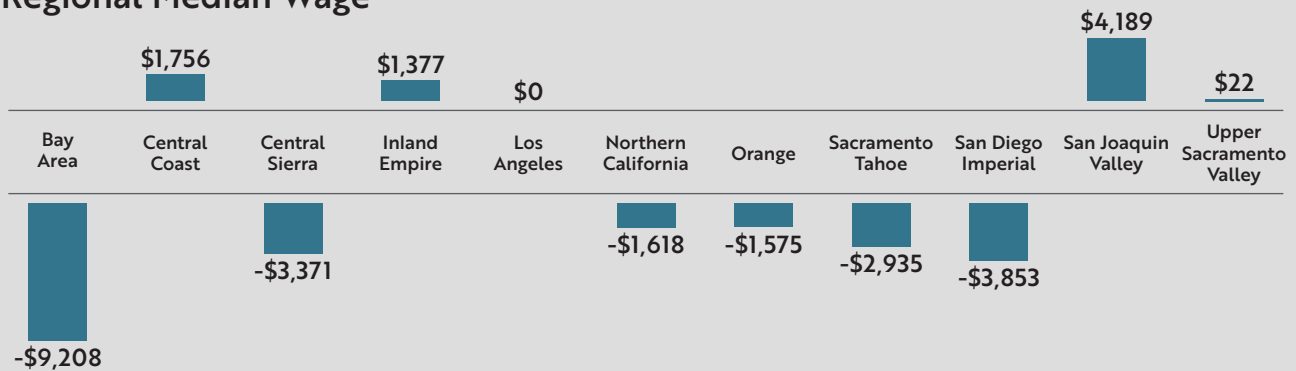 Regional Median Wage
$1,756
$1,377
$0
$4,189
$22
Bay
Area
Central
Coast
Central
Sierra
Inland
Empire
Los
Angeles
Northern
California
Orange
Sacramento
Tahoe
San Diego
Imperial
San Joaquin
Valley
Upper
Sacramento
Valley
-$9,208
-$3,371
-$1,618
-$1,575
-$2,935
-$3,853